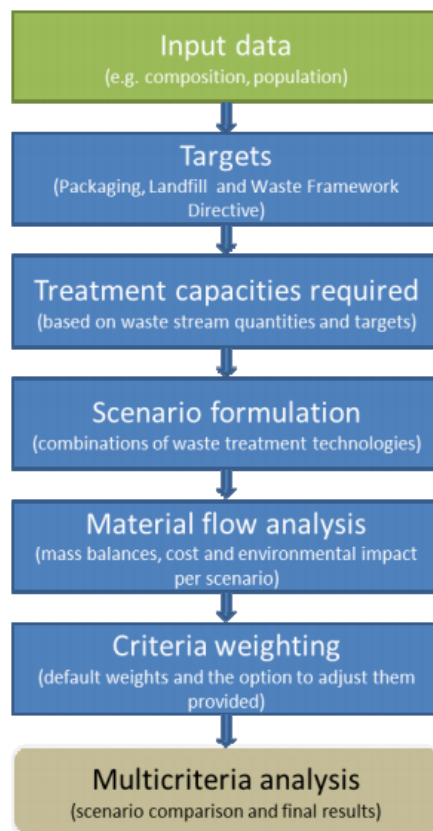 Input data
(e.g. composition, population)
Targets
(Packaging, Landfill and Waste Framework
Directive)
Treatment capacities required
(based on waste stream quantities and targets)
Scenario formulation
(combinations of waste treatment technologies)
Material flow analysis
(mass balances, cost and environmental impact
per scenario)
Criteria weighting
(default weights and the option to adjust them
provided)
Multicriteria analysis
(scenario comparison and final results)